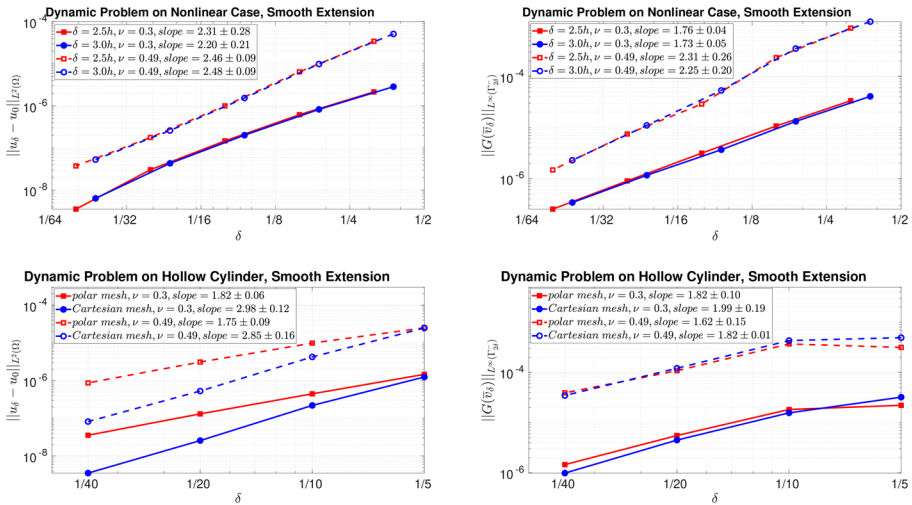 Dynamic Problem on Nonlinear Case, Smooth Extension
10^{-4}
10^{-6}
10^{-8}
||u_δ − u_0||_{L^2(Ω)}
δ = 2.5h, ν = 0.3, slope = 2.31 ± 0.28
δ = 3.0h, ν = 0.3, slope = 2.20 ± 0.21
δ = 2.5h, ν = 0.49, slope = 2.46 ± 0.09
δ = 3.0h, ν = 0.49, slope = 2.48 ± 0.09
1/64 1/32 1/16 1/8 1/4 1/2
δ
Dynamic Problem on Nonlinear Case, Smooth Extension
10^{-4}
10^{-6}
||G(v̅_δ)||_{L^∞(Γ_{2δ})}
δ = 2.5h, ν = 0.3, slope = 1.76 ± 0.04
δ = 3.0h, ν = 0.3, slope = 1.73 ± 0.05
δ = 2.5h, ν = 0.49, slope = 2.31 ± 0.26
δ = 3.0h, ν = 0.49, slope = 2.25 ± 0.20
1/64 1/32 1/16 1/8 1/4 1/2
δ
Dynamic Problem on Hollow Cylinder, Smooth Extension
10^{-4}
10^{-6}
10^{-8}
||u_δ − u_0||_{L^2(Ω)}
polar mesh, ν = 0.3, slope = 1.82 ± 0.06
Cartesian mesh, ν = 0.3, slope = 2.98 ± 0.12
polar mesh, ν = 0.49, slope = 1.75 ± 0.09
Cartesian mesh, ν = 0.49, slope = 2.85 ± 0.16
1/40 1/20 1/10 1/5
δ
Dynamic Problem on Hollow Cylinder, Smooth Extension
10^{-4}
10^{-6}
||G(v̅_δ)||_{L^∞(Γ_{2δ})}
polar mesh, ν = 0.3, slope = 1.82 ± 0.10
Cartesian mesh, ν = 0.3, slope = 1.99 ± 0.19
polar mesh, ν = 0.49, slope = 1.62 ± 0.15
Cartesian mesh, ν = 0.49, slope = 1.82 ± 0.01
1/40 1/20 1/10 1/5
δ